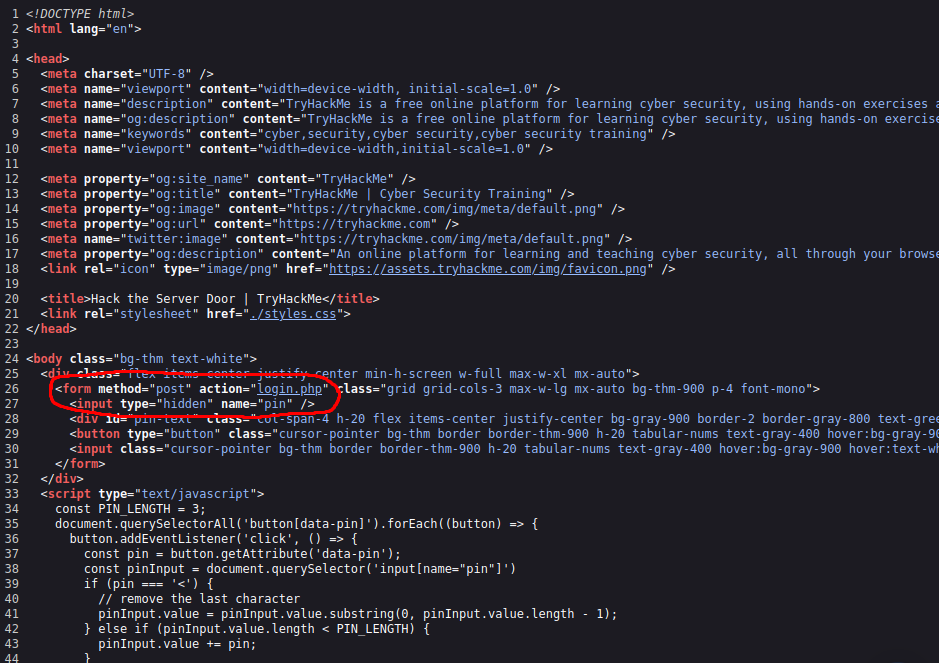 1 <!DOCTYPE html>
2 <html lang="en">
3
4 <head>
5 <meta charset="UTF-8" />
6 <meta name="viewport" content="width=device-width, initial-scale=1.0" />
7 <meta name="description" content="TryHackMe is a free online platform for learning cyber security, using hands-on exercises a
8 <meta name="og:description" content="TryHackMe is a free online platform for learning cyber security, using hands-on exercise
9 <meta name="keywords" content="cyber,security,cyber security,cyber security training" />
10 <meta name="viewport" content="width=device-width,initial-scale=1.0" />
11
12 <meta property="og:site_name" content="TryHackMe" />
13 <meta property="og:title" content="TryHackMe | Cyber Security Training" />
14 <meta property="og:image" content="https://tryhackme.com/img/meta/default.png" />
15 <meta property="og:url" content="https://tryhackme.com" />
16 <meta name="twitter:image" content="https://tryhackme.com/img/meta/default.png" />
17 <meta property="og:description" content="An online platform for learning and teaching cyber security, all through your browse
18 <link rel="icon" type="image/png" href="https://assets.tryhackme.com/img/favicon.png" />
19
20 <title>Hack the Server Door | TryHackMe</title>
21 <link rel="stylesheet" href="./styles.css">
22 </head>
23
24 <body class="bg-thm text-white">
25 <div class="flex items-center justify-center min-h-screen w-full max-w-xl mx-auto">
26 <form method="post" action="login.php" class="grid grid-cols-3 max-w-lg mx-auto bg-thm-900 p-4 font-mono">
27 <input type="hidden" name="pin" />
28 <div id="pin-text" class="col-span-4 h-20 flex items-center justify-center bg-gray-900 border-2 border-gray-800 text-gree
29 <button type="button" class="cursor-pointer bg-thm border border-thm-900 h-20 tabular-nums text-gray-400 hover:bg-gray-90
30 <input class="cursor-pointer bg-thm border border-thm-900 h-20 tabular-nums text-gray-400 hover:bg-gray-900 hover:text-wh
31 </form>
32 </div>
33 <script type="text/javascript">
34 const PIN_LENGTH = 3;
35 document.querySelectorAll('button[data-pin]').forEach((button) => {
36 button.addEventListener('click', () => {
37 const pin = button.getAttribute('data-pin');
38 const pinInput = document.querySelector('input[name="pin"]')
39 if (pin === '<') {
40 // remove the last character
41 pinInput.value = pinInput.value.substring(0, pinInput.value.length - 1);
42 } else if (pinInput.value.length < PIN_LENGTH) {
43 pinInput.value += pin;
44 }